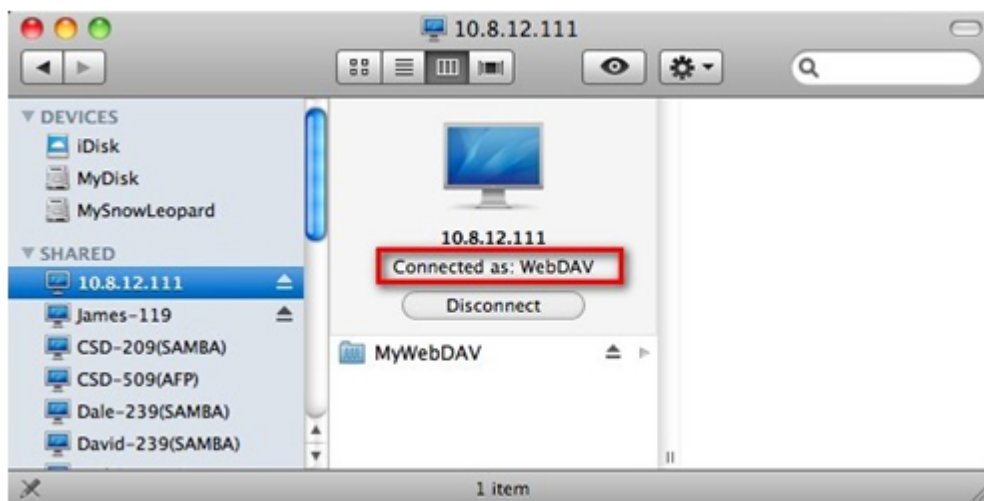 10.8.12.111
DEVICES
iDisk
MyDisk
MySnowLeopard
SHARED
10.8.12.111
James-119
CSD-209(SAMBA)
CSD-509(AFP)
Dale-239(SAMBA)
David-239(SAMBA)
10.8.12.111
Connected as: WebDAV
Disconnect
MyWebDAV
1 item